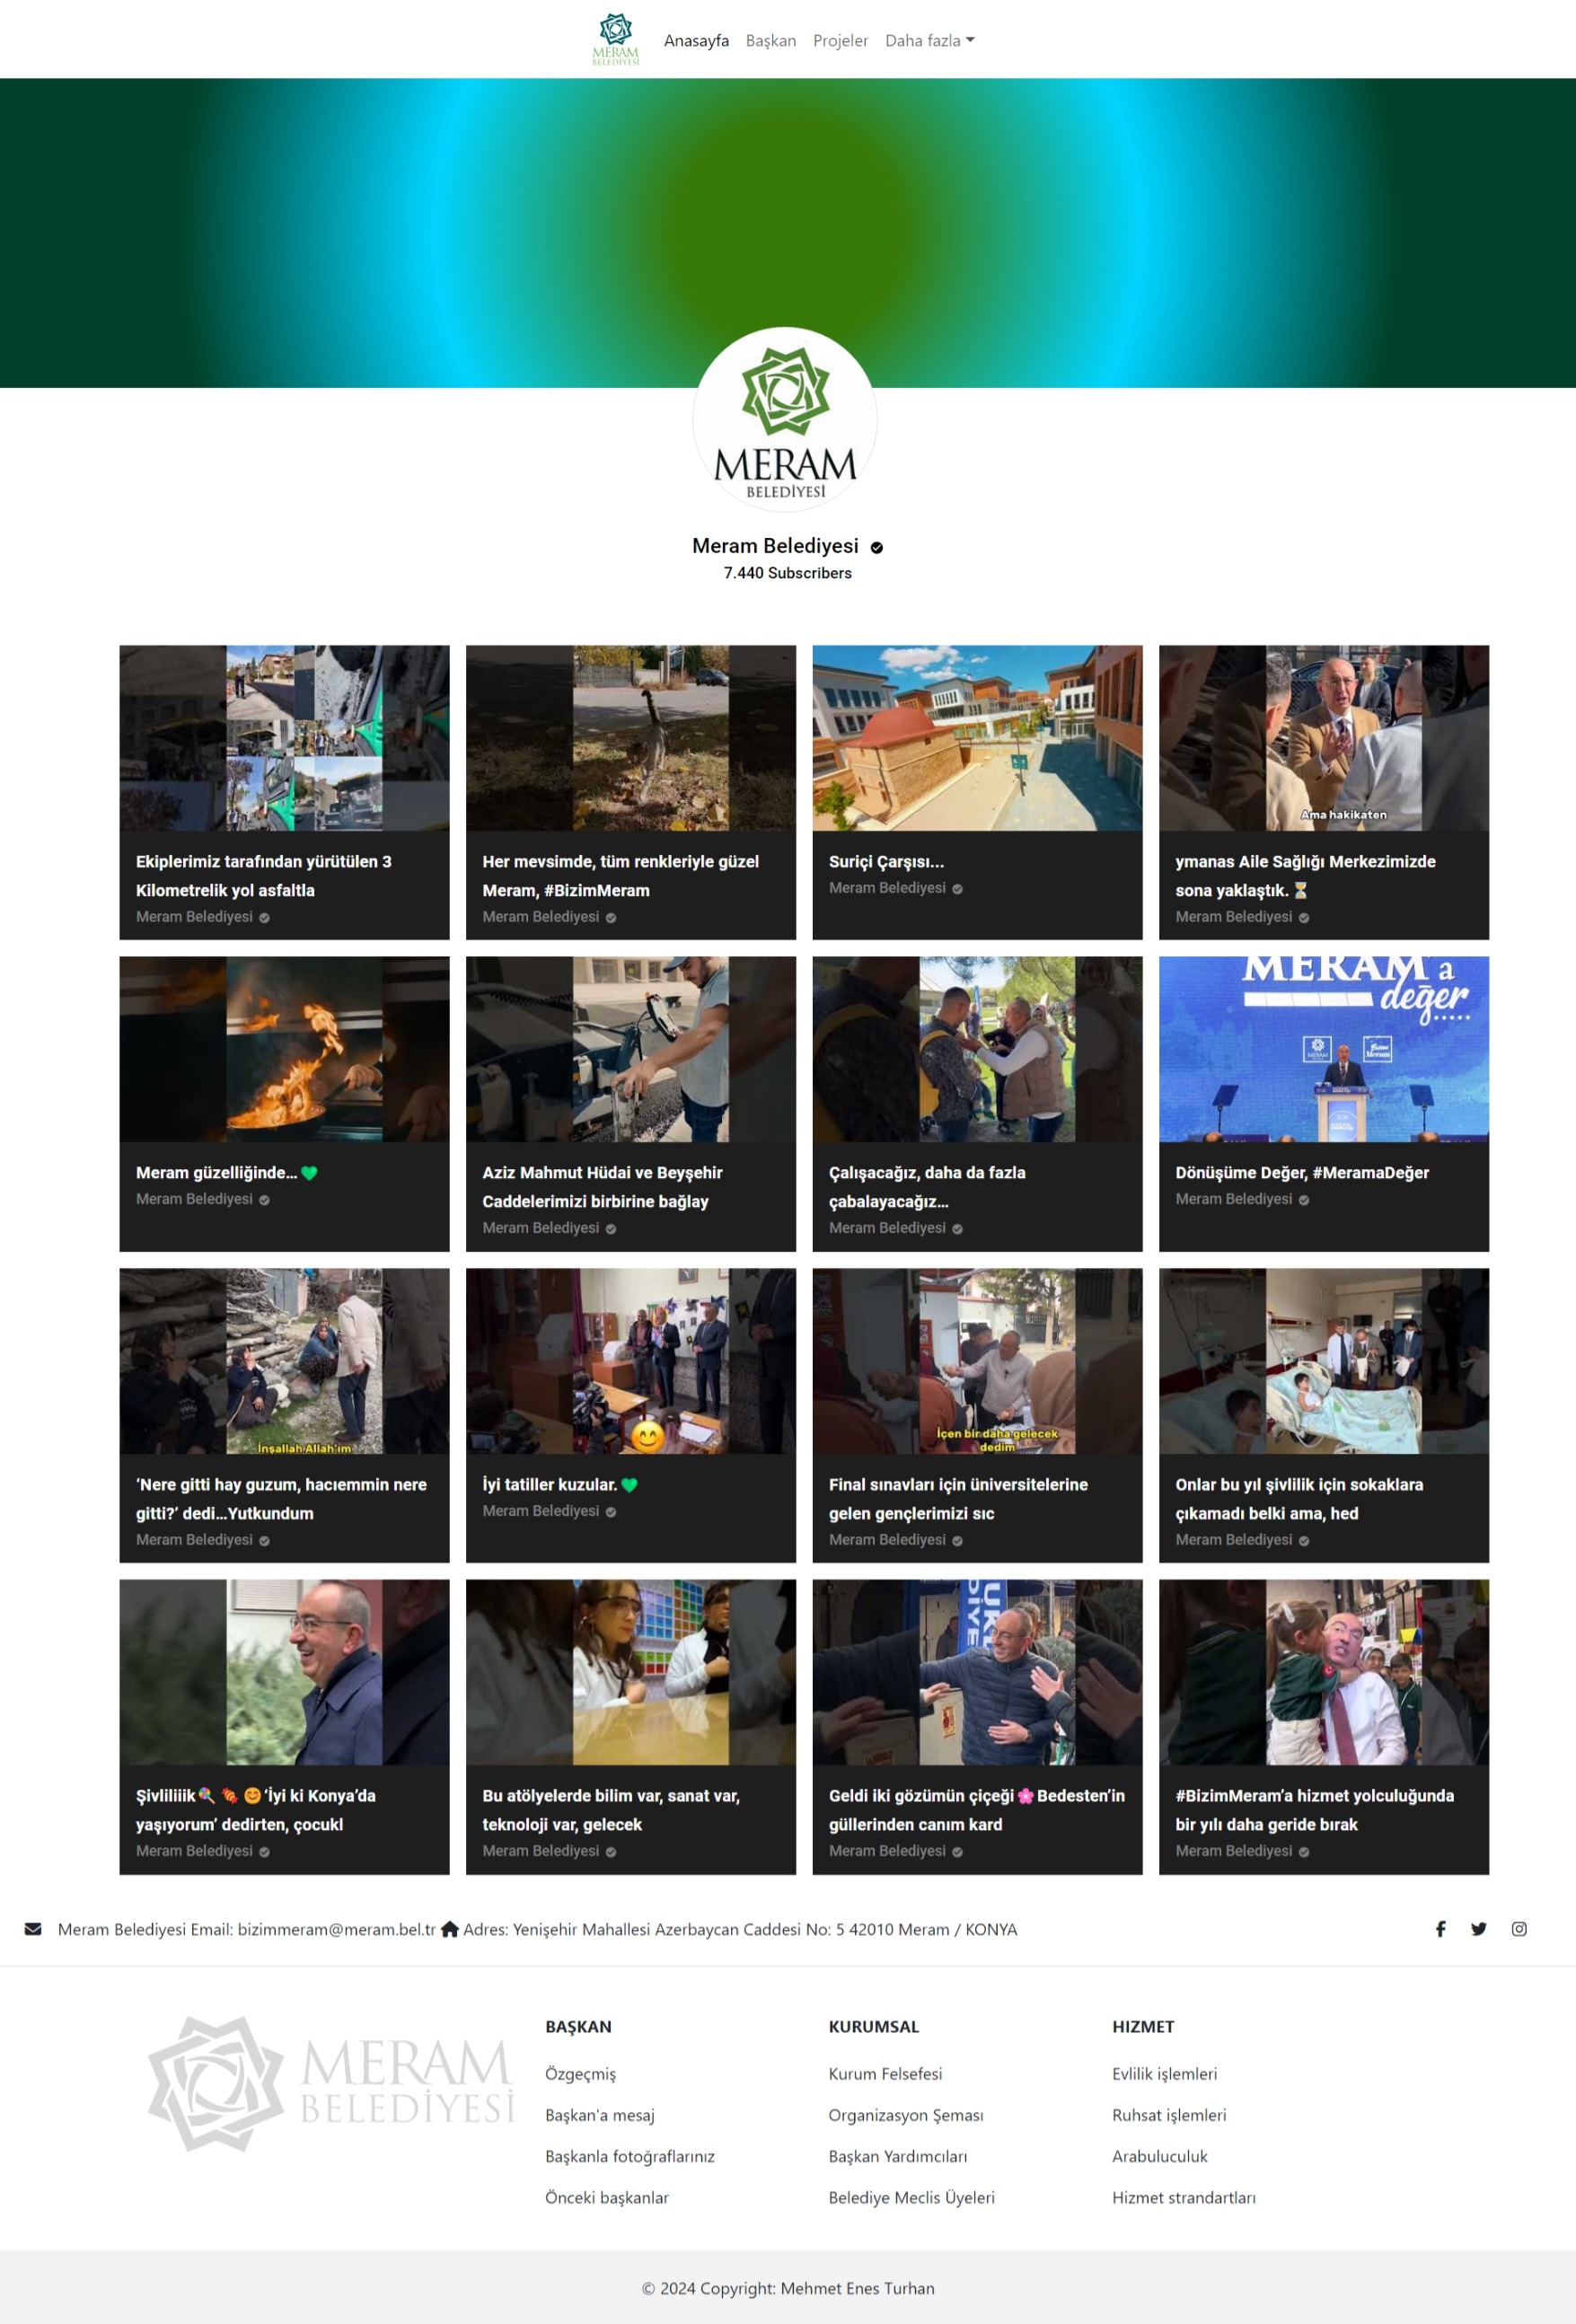 MERAM
BELEDİYESİ
Anasayfa Başkan Projeler Daha fazla
MERAM
BELEDİYESİ
Meram Belediyesi
7.440 Subscribers
Ama hakikaten
Ekiplerimiz tarafından yürütülen 3
Kilometrelik yol asfaltla
Meram Belediyesi
Her mevsimde, tüm renkleriyle güzel
Meram, #BizimMeram
Meram Belediyesi
Suriçi Çarşısı...
Meram Belediyesi
ymanas Aile Sağlığı Merkezimizde
sona yaklaştık.⏳
Meram Belediyesi
MERAM'a
değer.....
MERAM
Bizim
Meram
Meram güzelliğinde...💚
Meram Belediyesi
Aziz Mahmut Hüdai ve Beyşehir
Caddelerimizi birbirine bağlay
Meram Belediyesi
Çalışacağız, daha da fazla
çabalayacağız...
Meram Belediyesi
Dönüşüme Değer, #MeramaDeğer
Meram Belediyesi
İnşallah Allah'ım
İçen bir daha gelecek
dedim
‘Nere gitti hay guzum, hacıemmin nere
gitti?’ dedi...Yutkundum
Meram Belediyesi
İyi tatiller kuzular.💚
Meram Belediyesi
Final sınavları için üniversitelerine
gelen gençlerimizi sıc
Meram Belediyesi
Onlar bu yıl şivlilik için sokaklara
çıkamadı belki ama, hed
Meram Belediyesi
Şivliliiik🍭 🍬 😊‘İyi ki Konya’da
yaşıyorum’ dedirten, çocukl
Meram Belediyesi
Bu atölyelerde bilim var, sanat var,
teknoloji var, gelecek
Meram Belediyesi
Geldi iki gözümün çiçeği🌸Bedesten’in
güllerinden canım kard
Meram Belediyesi
#BizimMeram’a hizmet yolculuğunda
bir yılı daha geride bırak
Meram Belediyesi
Meram Belediyesi Email: bizimmeram@meram.bel.tr Adres: Yenişehir Mahallesi Azerbaycan Caddesi No: 5 42010 Meram / KONYA
MERAM
BELEDİYESİ
BAŞKAN
Özgeçmiş
Başkan'a mesaj
Başkanla fotoğraflarınız
Önceki başkanlar
KURUMSAL
Kurum Felsefesi
Organizasyon Şeması
Başkan Yardımcıları
Belediye Meclis Üyeleri
HIZMET
Evlilik işlemleri
Ruhsat işlemleri
Arabuluculuk
Hizmet strandartları
© 2024 Copyright: Mehmet Enes Turhan